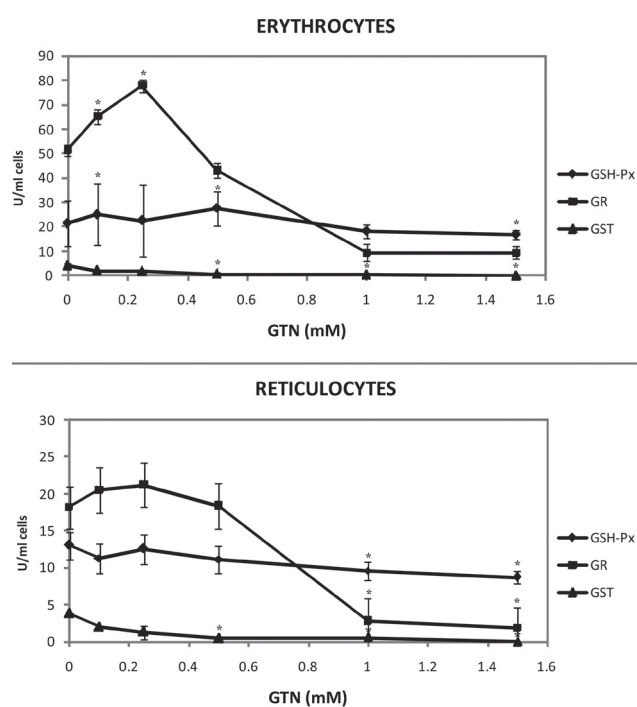 ERYTHROCYTES
90
80
70
60
50
40
30
20
10
0
U/ml cells
* * * * * * * *
0 0.2 0.4 0.6 0.8 1 1.2 1.4 1.6
GTN (mM)
GSH-Px
GR
GST
RETICULOCYTES
30
25
20
15
10
5
0
U/ml cells
* * * * * * *
0 0.2 0.4 0.6 0.8 1 1.2 1.4 1.6
GTN (mM)
GSH-Px
GR
GST